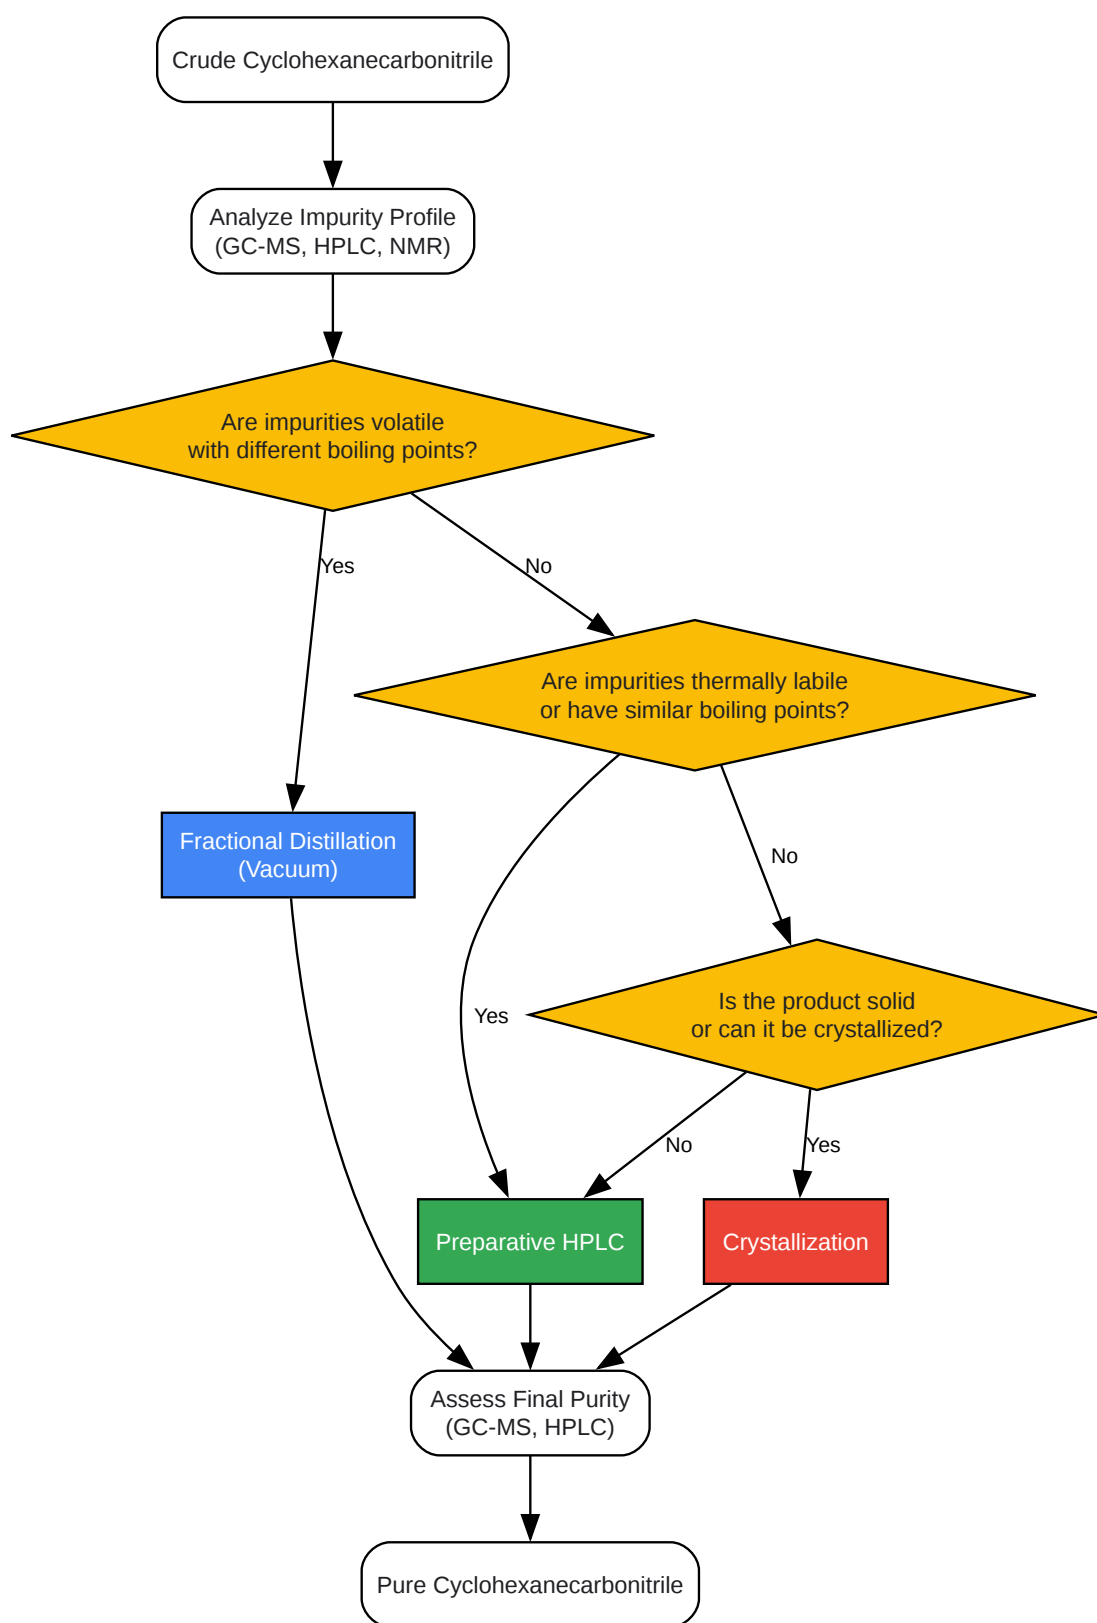 Crude Cyclohexanecarbonitrile
Analyze Impurity Profile
(GC-MS, HPLC, NMR)
Are impurities volatile
with different boiling points?
Yes
No
Are impurities thermally labile
or have similar boiling points?
Fractional Distillation
(Vacuum)
No
Is the product solid
or can it be crystallized?
Yes
No
Yes
Preparative HPLC
Crystallization
Assess Final Purity
(GC-MS, HPLC)
Pure Cyclohexanecarbonitrile